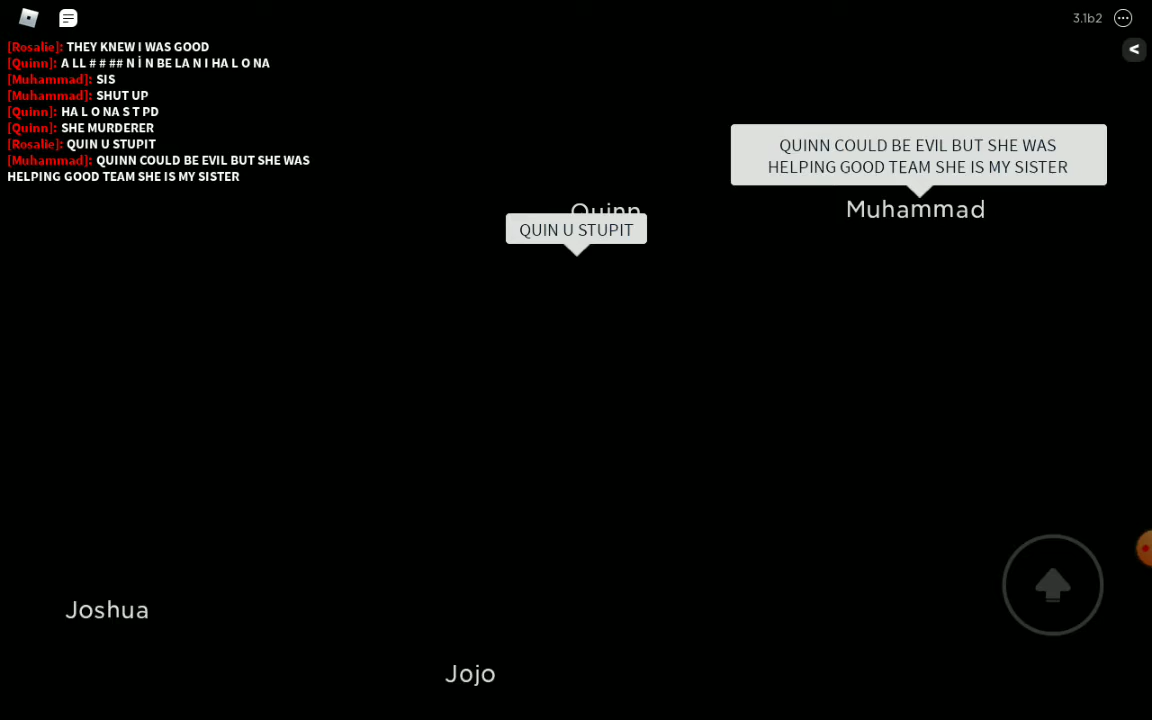 3.1b2
<
[Rosalie]: THEY KNEW I WAS GOOD
[Quinn]: A LL # # ## N İ N BE LA N I HA L O NA
[Muhammad]: SIS
[Muhammad]: SHUT UP
[Quinn]: HA L O NA S T PD
[Quinn]: SHE MURDERER
[Rosalie]: QUIN U STUPIT
[Muhammad]: QUINN COULD BE EVIL BUT SHE WAS
HELPING GOOD TEAM SHE IS MY SISTER
QUINN COULD BE EVIL BUT SHE WAS
HELPING GOOD TEAM SHE IS MY SISTER
Muhammad
Quinn
QUIN U STUPIT
Joshua
Jojo